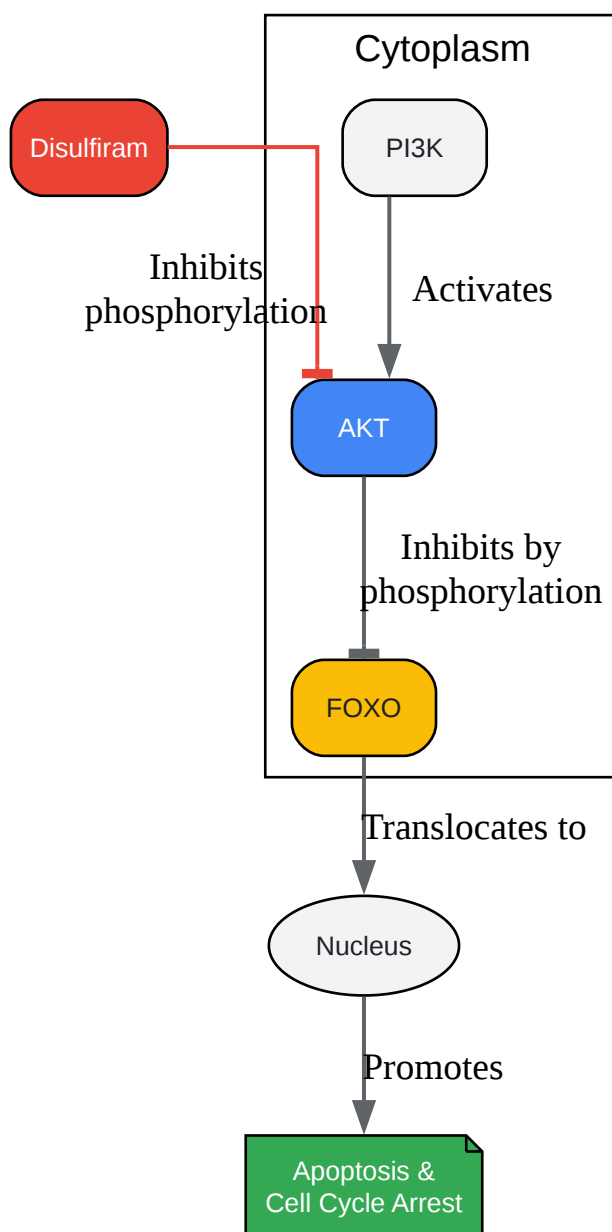 Cytoplasm
Disulfiram
PI3K
Inhibits
phosphorylation
Activates
AKT
Inhibits by
phosphorylation
FOXO
Translocates to
Nucleus
Promotes
Apoptosis &
Cell Cycle Arrest